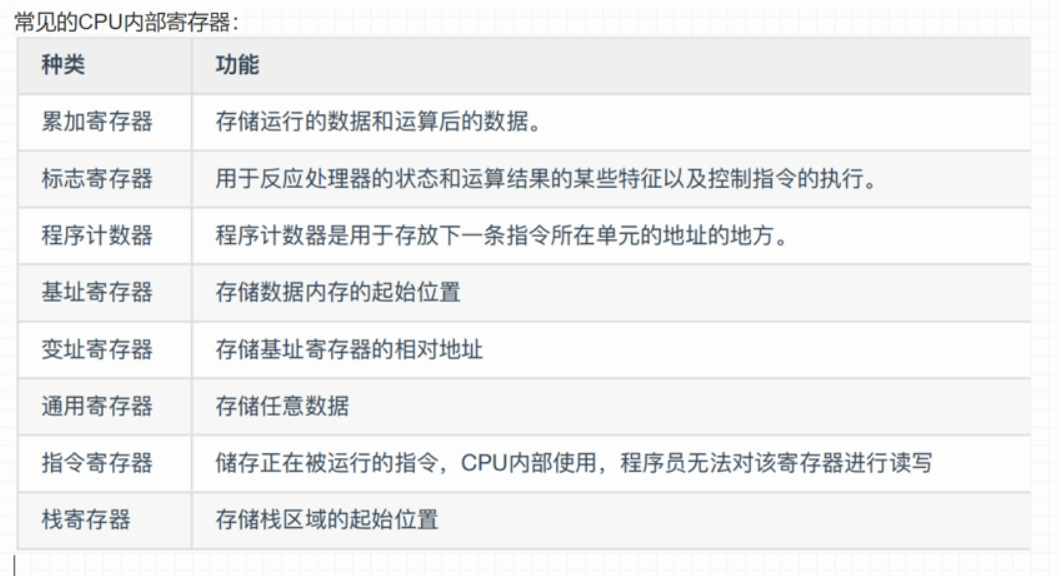 常见的CPU内部寄存器：
种类 功能
累加寄存器 存储运行的数据和运算后的数据。
标志寄存器 用于反应处理器的状态和运算结果的某些特征以及控制指令的执行。
程序计数器 程序计数器是用于存放下一条指令所在单元的地址的地方。
基址寄存器 存储数据内存的起始位置
变址寄存器 存储基址寄存器的相对地址
通用寄存器 存储任意数据
指令寄存器 储存正在被运行的指令，CPU内部使用，程序员无法对该寄存器进行读写
栈寄存器 存储栈区域的起始位置